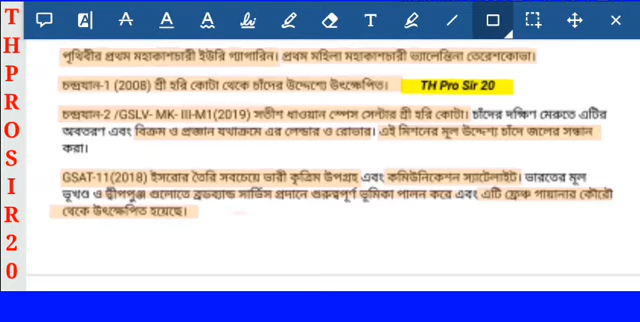 THPROSIR20
পৃথিবীর প্রথম মহাকাশচারী ইউরি গ্যাগারিন। প্রথম মহিলা মহাকাশচারী ভ্যালেন্তিনা তেরেশকোভা।
চন্দ্রযান-1 (2008) শ্রী হরি কোটা থেকে চাঁদের উদ্দেশ্যে উৎক্ষেপিত। TH Pro Sir 20
চন্দ্রযান-2 /GSLV- MK- III-M1(2019) সতীশ ধাওয়ান স্পেস সেন্টার শ্রী হরি কোটা। চাঁদের দক্ষিণ মেরুতে এটির
অবতরণ এবং বিক্রম ও প্রজ্ঞান যথাক্রমে এর লেন্ডার ও রোভার। এই মিশনের মূল উদ্দেশ্য চাঁদে জলের সন্ধান
করা।
GSAT-11(2018) ইসরোর তৈরি সবচেয়ে ভারী কৃত্রিম উপগ্রহ এবং কমিউনিকেশন স্যাটেলাইট। ভারতের মূল
ভূখণ্ড ও দ্বীপপুঞ্জ গুলোতে ব্রডব্যান্ড সার্ভিস প্রদানে গুরুত্বপূর্ণ ভূমিকা পালন করে এবং এটি ফ্রেঞ্চ গায়ানার কৌরৌ
থেকে উৎক্ষেপিত হয়েছে।